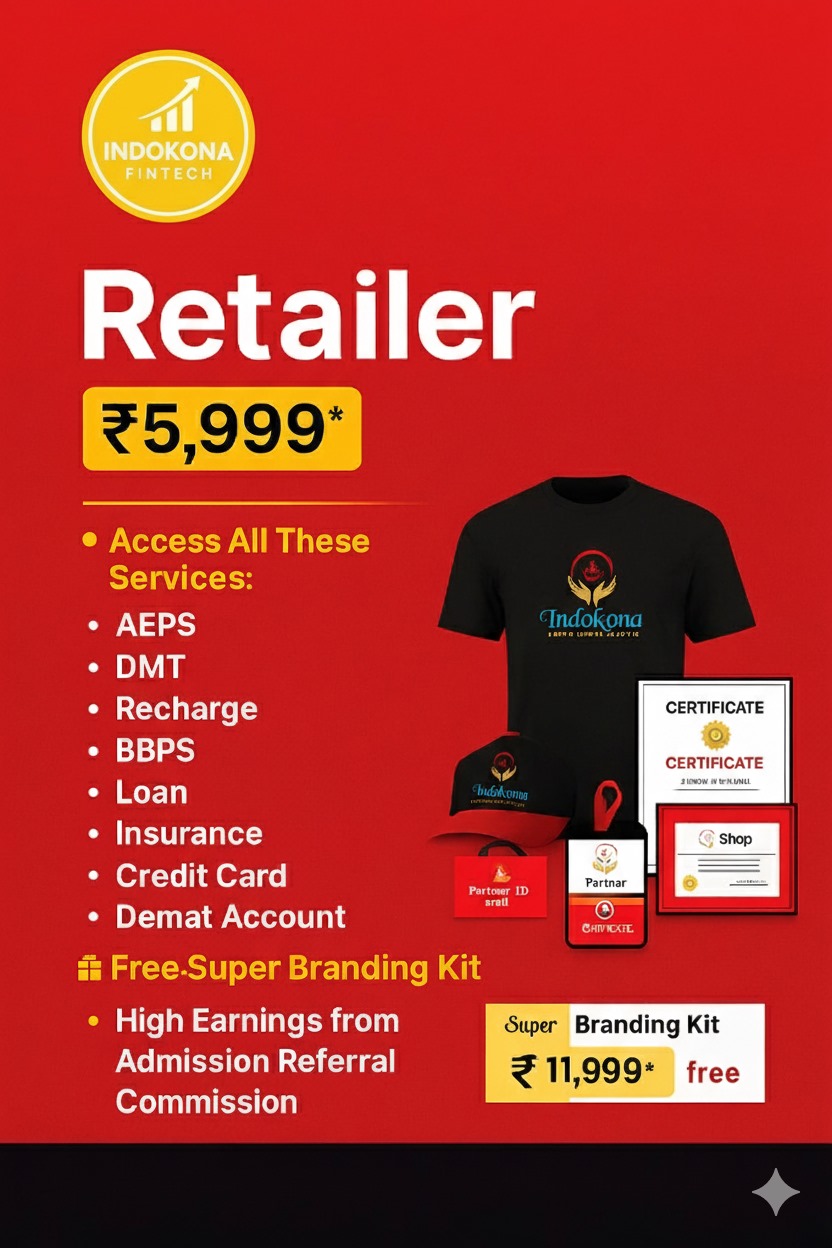 INDOKONA
FINTECH
Retailer
₹5,999*
Access All These
Services:
• AEPS
• DMT
• Recharge
• BBPS
• Loan
• Insurance
• Credit Card
• Demat Account
Free-Super Branding Kit
• High Earnings from
Admission Referral
Commission
Indokona
CERTIFICATE
CERTIFICATE
Partoer ID
Shop
Partnar
Super Branding Kit
₹ 11,999* free